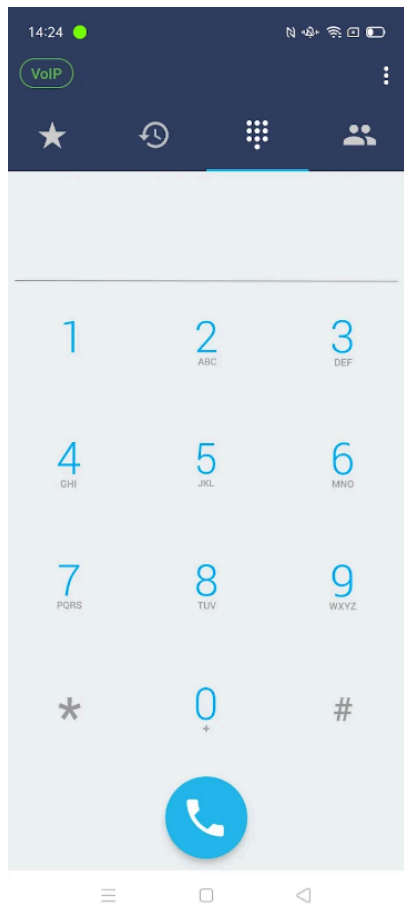 14:24
VoIP
1 2 3
ABC DEF
4 5 6
GHI JKL MNO
7 8 9
PQRS TUV WXYZ
* 0 #
+